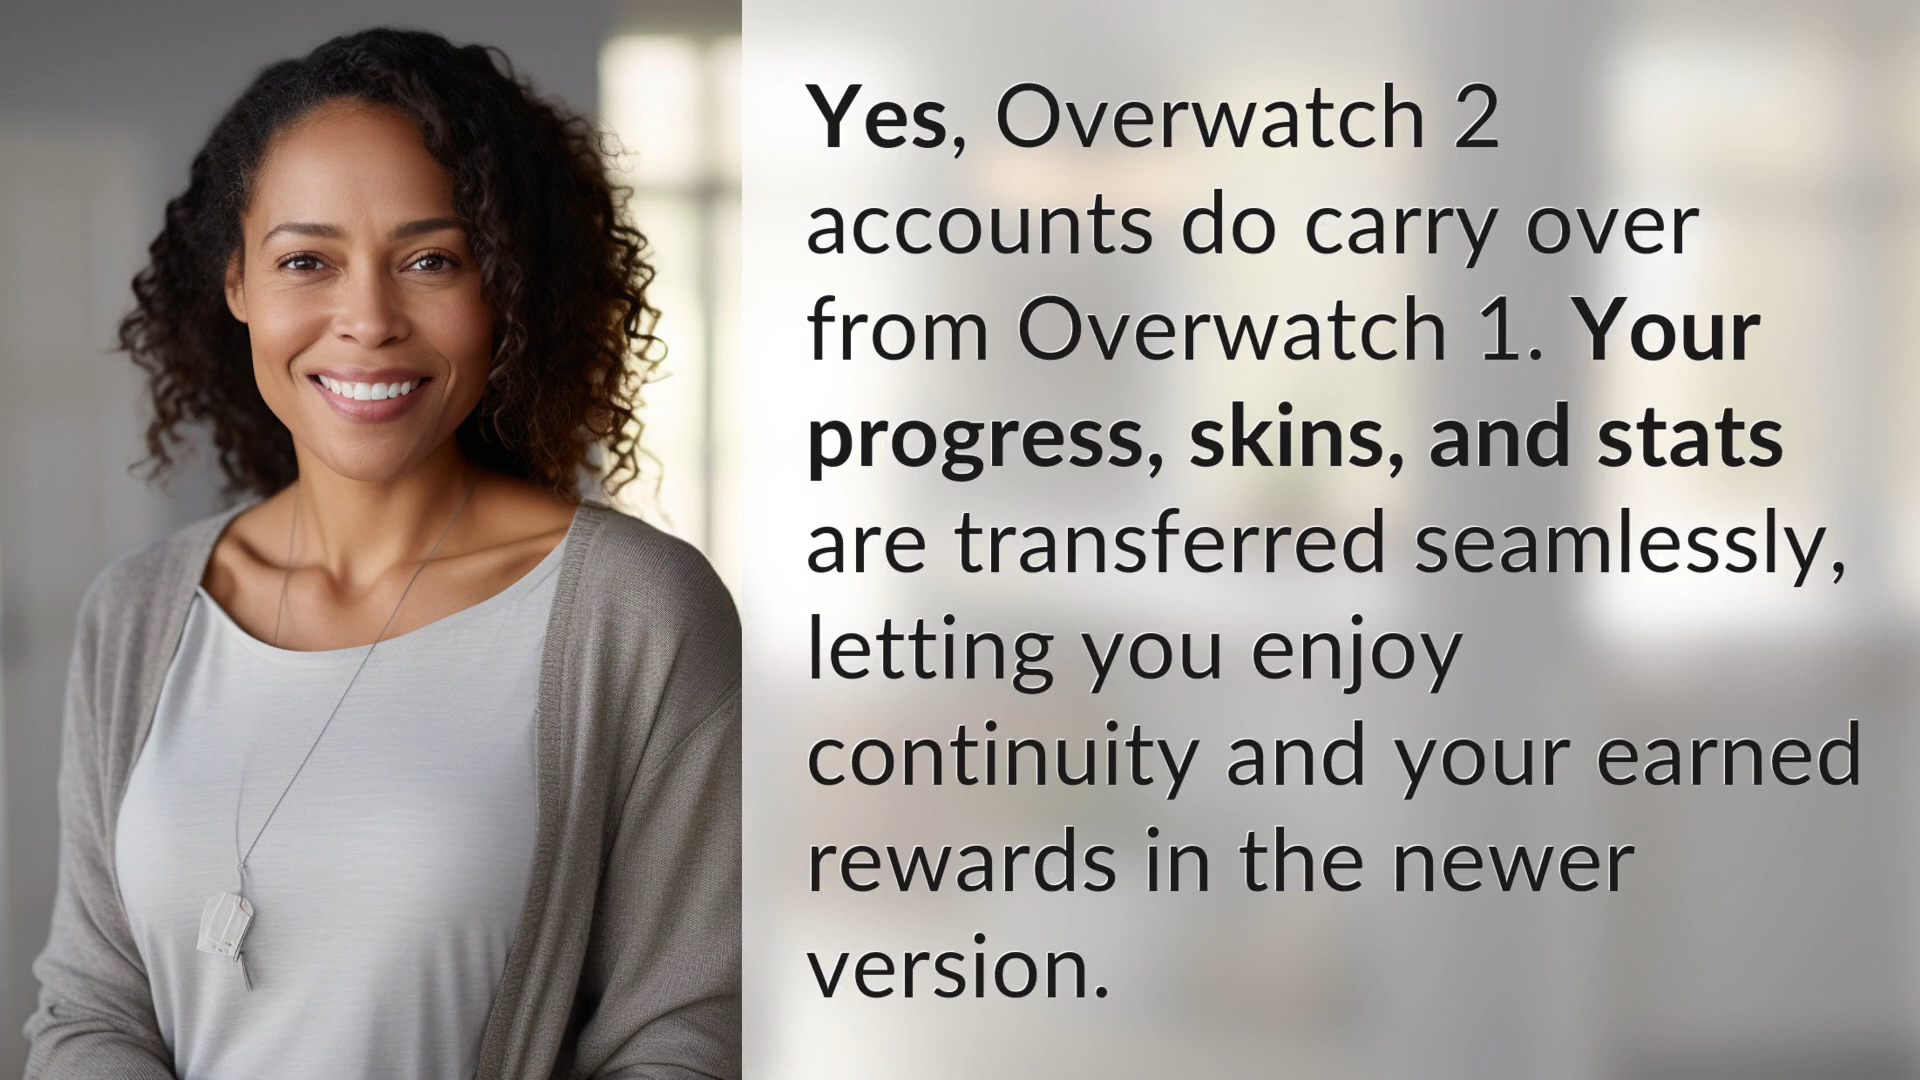 Yes, Overwatch 2
accounts do carry over
from Overwatch 1. Your
progress, skins, and stats
are transferred seamlessly,
letting you enjoy
continuity and your earned
rewards in the newer
version.